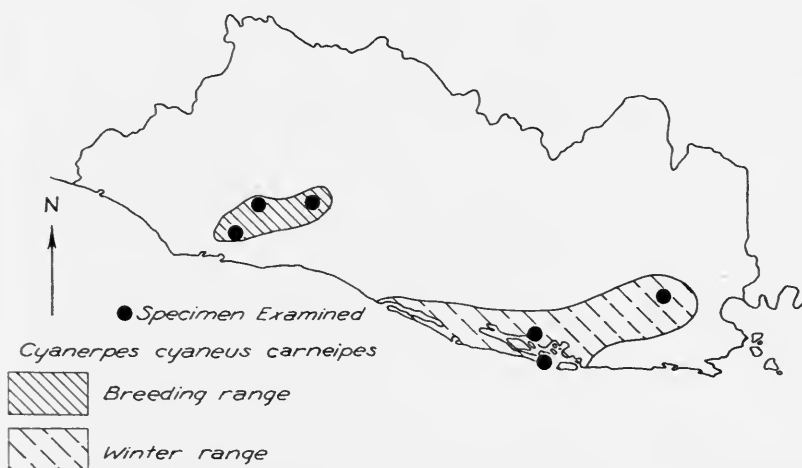 N
Specimen Examined
Cyanerpes cyaneus carneipes
Breeding range
Winter range